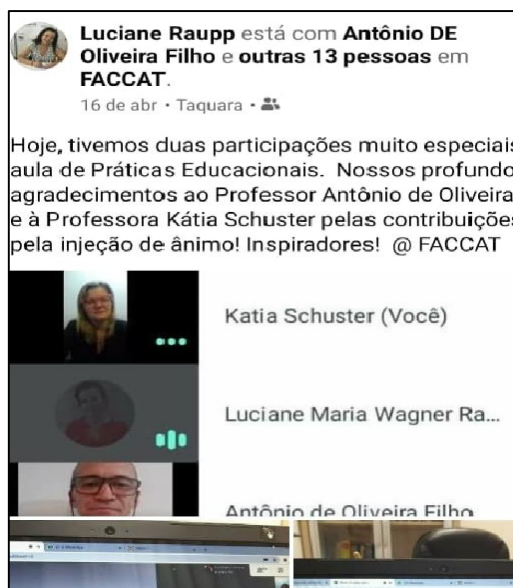 Luciane Raupp está com Antônio DE
Oliveira Filho e outras 13 pessoas em
FACCAT.
16 de abr · Taquara ·
Hoje, tivemos duas participações muito especiais
aula de Práticas Educacionais. Nossos profundo
agradecimentos ao Professor Antônio de Oliveira
e à Professora Kátia Schuster pelas contribuições
pela injeção de ânimo! Inspiradores! @ FACCAT
Katia Schuster (Você)
Luciane Maria Wagner Ra...
Antônio de Oliveira Filho